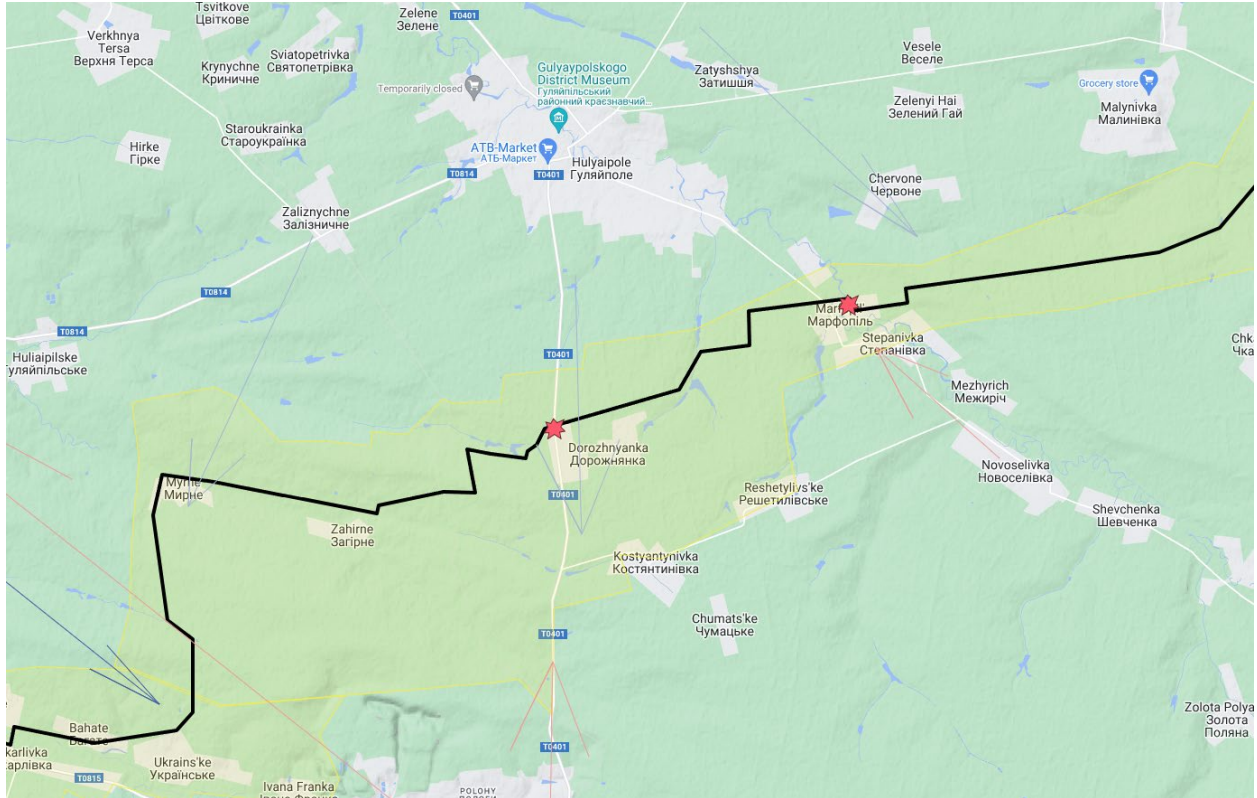 Tsvitkove
Цвіткове
Zelene
Зелене
T0401
Verkhnya
Tersa
Верхня Терса
Sviatopetrivka
Святопетрівка
Krynychne
Криничне
Vesele
Веселе
Gulyaypolskogo
District Museum
Гуляйпільський
районний краєзнавчий...
Zatyshshya
Затишшя
Temporarily closed
Grocery store
Zelenyi Hai
Зелений Гай
Malynivka
Малинівка
Staroukrainka
Староукраїнка
Hirke
Гірке
ATB-Market
АТБ-Маркет
Hulyaipole
Гуляйполе
T0814
T0401
Chervone
Червоне
Zaliznychne
Залізничне
T0814
Марфопіль
T0814
Stepanivka
Степанівка
Huliaipilske
T0401
Mezhyrich
Межиріч
Dorozhnyanka
Дорожнянка
Novoselivka
Новоселівка
Myrne
Мирне
T0401
Reshetylivs'ke
Решетилівське
Shevchenka
Шевченка
Zahirne
Загірне
Kostyantynivka
Костянтинівка
Chumats'ke
Чумацьке
T0401
Zolota Polya
Золота
Поляна
Bahate
Багате
T0401
Ukrains'ke
Українське
T0815
Ivana Franka
POLOHY